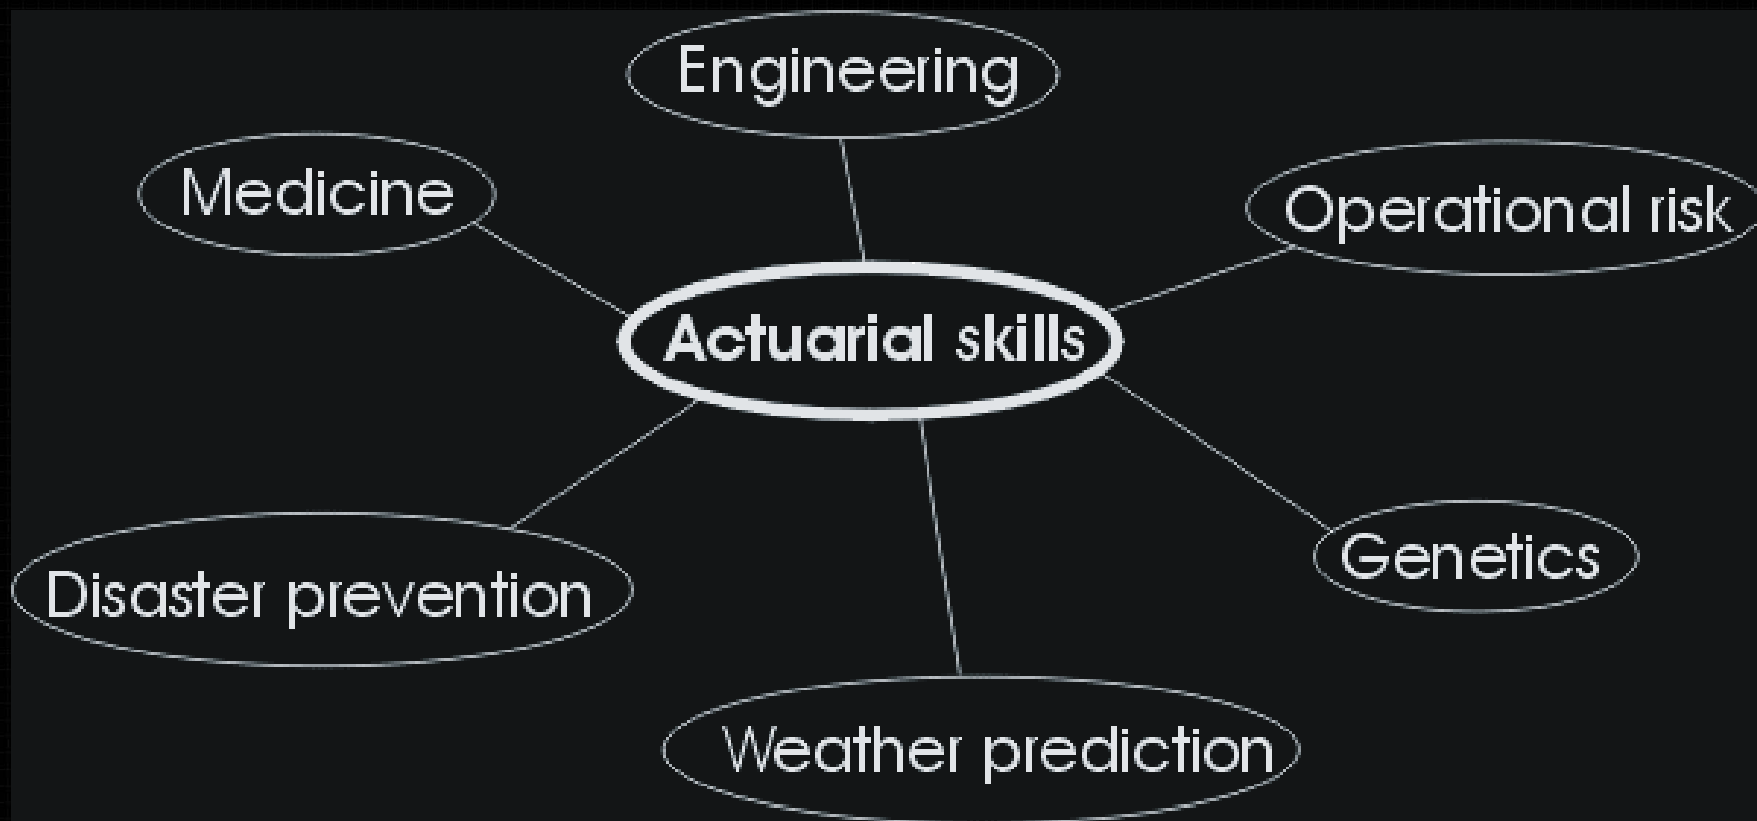 Engineering
Medicine
Operational risk
Actuarial skills
Genetics
Disaster prevention
Weather prediction